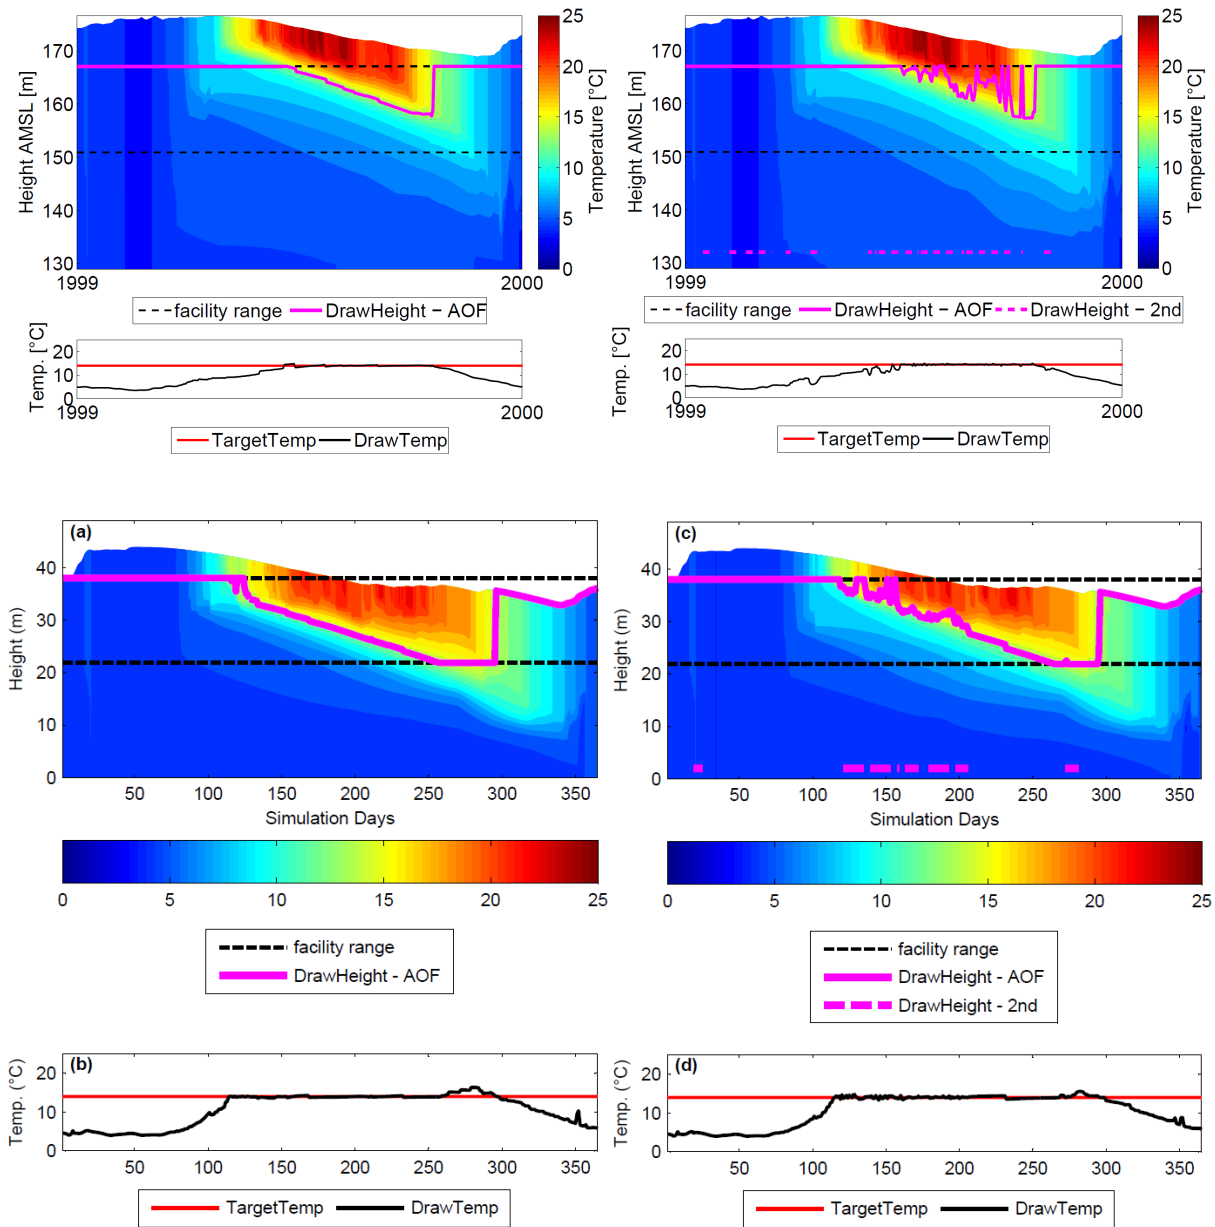 170
160
150
140
130
Height AMSL [m]
1999
2000
25
20
15
10
5
0
Temperature [°C]
facility range
DrawHeight – AOF
20
10
0
Temp. [°C]
1999
2000
TargetTemp
DrawTemp
170
160
150
140
130
Height AMSL [m]
1999
2000
25
20
15
10
5
0
Temperature [°C]
facility range
DrawHeight – AOF
DrawHeight – 2nd
20
10
0
Temp. [°C]
1999
2000
TargetTemp
DrawTemp
(a)
40
30
20
10
0
Height (m)
50 100 150 200 250 300 350
Simulation Days
0 5 10 15 20 25
facility range
DrawHeight - AOF
(b)
20
10
0
Temp. (°C)
50 100 150 200 250 300 350
TargetTemp
DrawTemp
(c)
40
30
20
10
0
Height (m)
50 100 150 200 250 300 350
Simulation Days
0 5 10 15 20 25
facility range
DrawHeight - AOF
DrawHeight - 2nd
(d)
20
10
0
Temp. (°C)
50 100 150 200 250 300 350
TargetTemp
DrawTemp